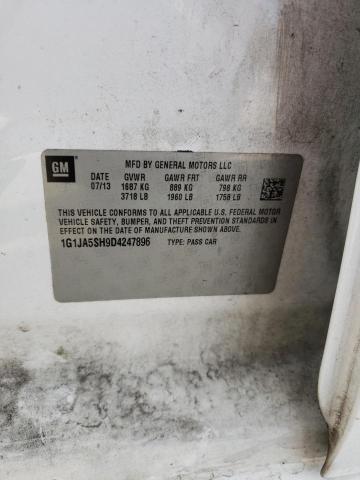 GM
MFD BY GENERAL MOTORS LLC
DATE GVWR GAWR FRT GAWR RR
07/13 1687 KG 889 KG 798 KG
3718 LB 1960 LB 1758 LB
THIS VEHICLE CONFORMS TO ALL APPLICABLE U.S. FEDERAL MOTOR
VEHICLE SAFETY, BUMPER, AND THEFT PREVENTION STANDARDS
IN EFFECT ON THE DATE OF MANUFACTURE SHOWN ABOVE.
1G1JA5SH9D4247896 TYPE: PASS CAR